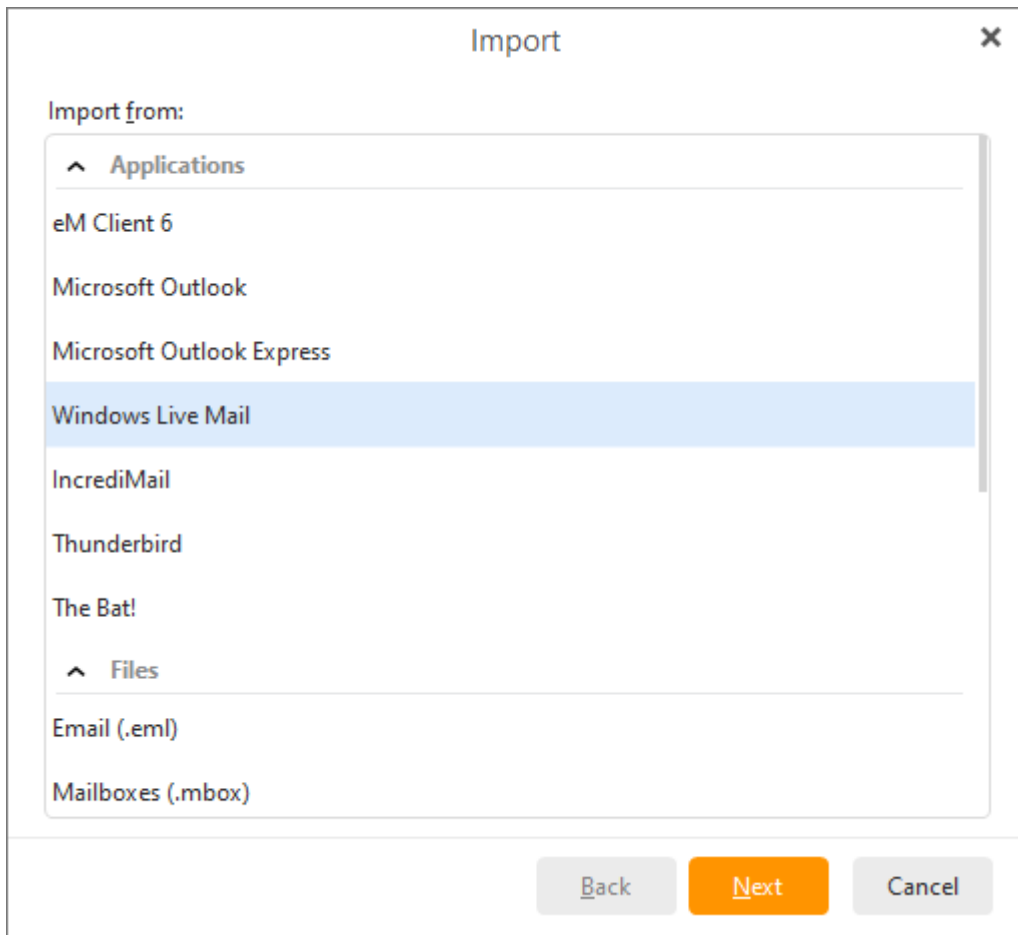 Import
Import from:
Applications
eM Client 6
Microsoft Outlook
Microsoft Outlook Express
Windows Live Mail
IncrediMail
Thunderbird
The Bat!
Files
Email (.eml)
Mailboxes (.mbox)
Back Next Cancel